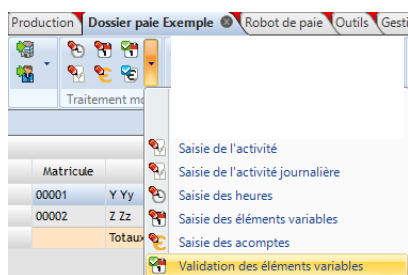 Production Dossier paie Exemple Robot de paie Outils Gesti
Traitement mo
Saisie de l'activité
Saisie de l'activité journalière
Matricule
00001 Y Yy
Saisie des heures
00002 Z Zz
Saisie des éléments variables
Totaux
Saisie des acomptes
Validation des éléments variables